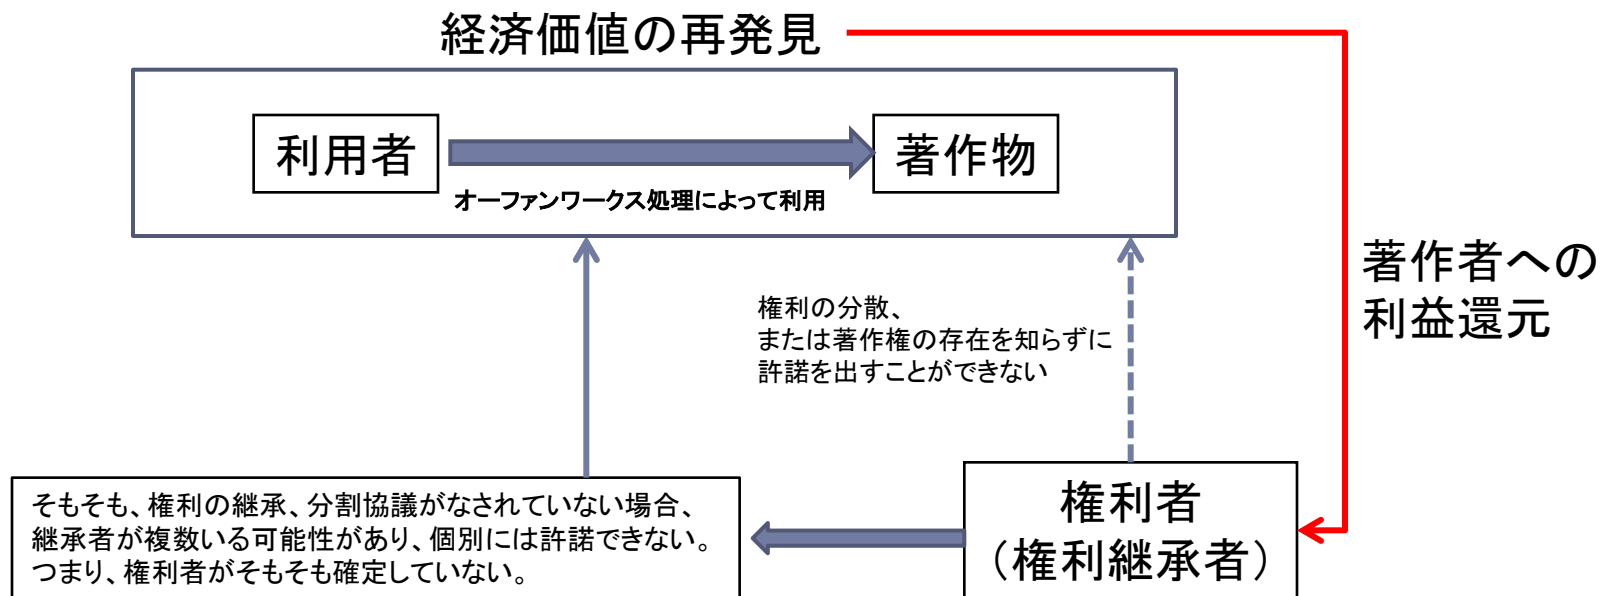 経済価値の再発見
利用者
著作物
オーファンワークス処理によって利用
著作者への
利益還元
権利の分散、
または著作権の存在を知らずに
許諾を出すことができない
そもそも、権利の継承、分割協議がなされていない場合、
継承者が複数いる可能性があり、個別には許諾できない。
つまり、権利者がそもそも確定していない。
権利者
（権利継承者）